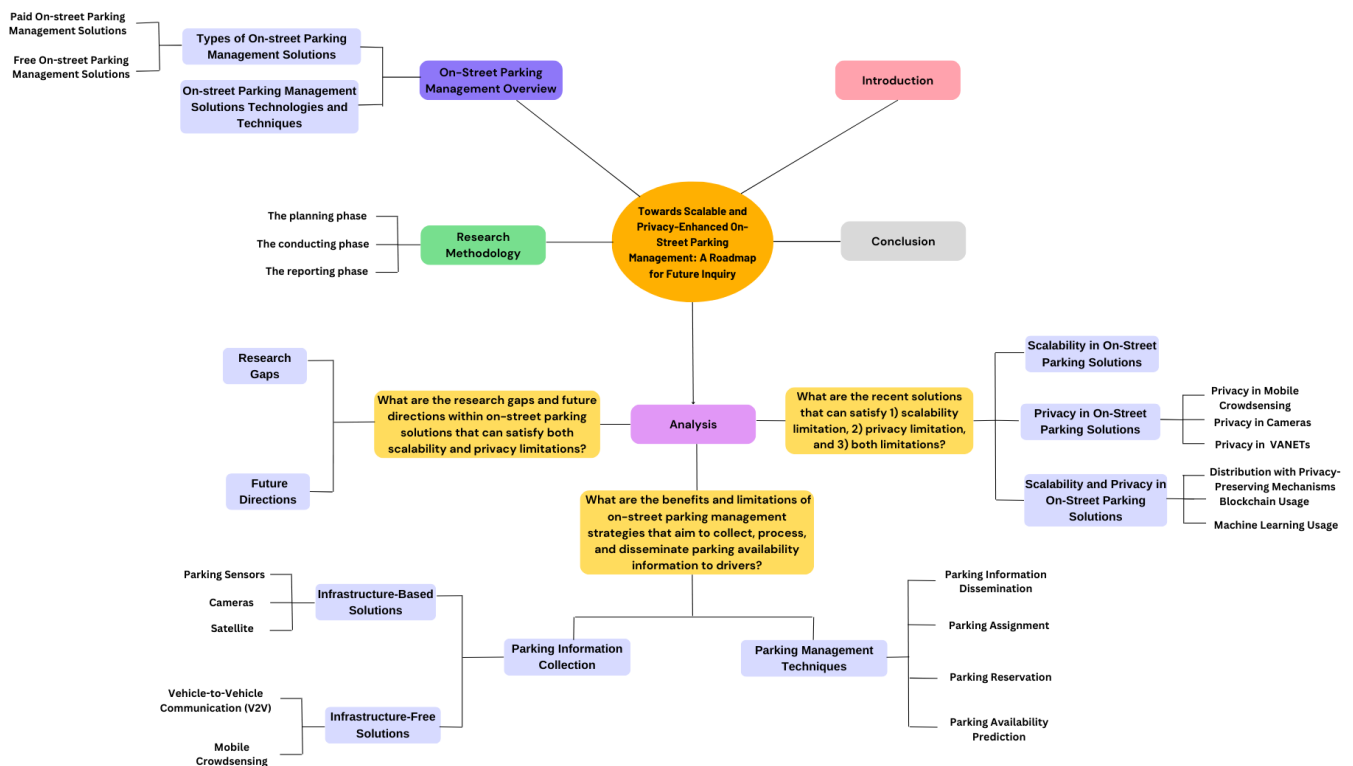 Paid On-street Parking
Management Solutions
Free On-street Parking
Management Solutions
Types of On-street Parking
Management Solutions
On-street Parking Management
Solutions Technologies and
Techniques
On-Street Parking
Management Overview
Introduction
The planning phase
The conducting phase
The reporting phase
Research
Methodology
Towards Scalable and
Privacy-Enhanced On-
Street Parking
Management: A Roadmap
for Future Inquiry
Conclusion
Research
Gaps
Future
Directions
What are the research gaps and future
directions within on-street parking
solutions that can satisfy both
scalability and privacy limitations?
Analysis
What are the recent solutions
that can satisfy 1) scalability
limitation, 2) privacy limitation,
and 3) both limitations?
Scalability in On-Street
Parking Solutions
Privacy in On-Street
Parking Solutions
Privacy in Mobile
Crowdsensing
Privacy in Cameras
Privacy in VANETs
Scalability and Privacy in
On-Street Parking
Solutions
Distribution with Privacy-
Preserving Mechanisms
Blockchain Usage
Machine Learning Usage
What are the benefits and limitations of
on-street parking management
strategies that aim to collect, process,
and disseminate parking availability
information to drivers?
Parking Sensors
Cameras
Satellite
Infrastructure-Based
Solutions
Vehicle-to-Vehicle
Communication (V2V)
Mobile
Crowdsensing
Infrastructure-Free
Solutions
Parking Information
Collection
Parking Management
Techniques
Parking Information
Dissemination
Parking Assignment
Parking Reservation
Parking Availability
Prediction